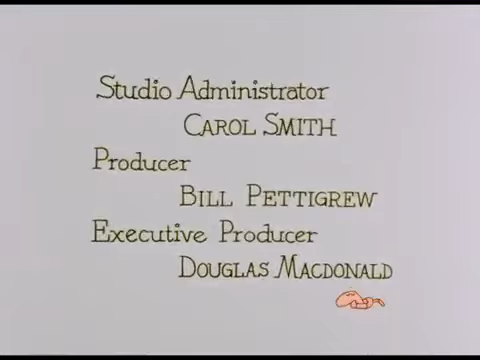 Studio Administrator
CAROL SMITH
Producer
BILL PETTIGREW
Executive Producer
DOUGLAS MACDONALD